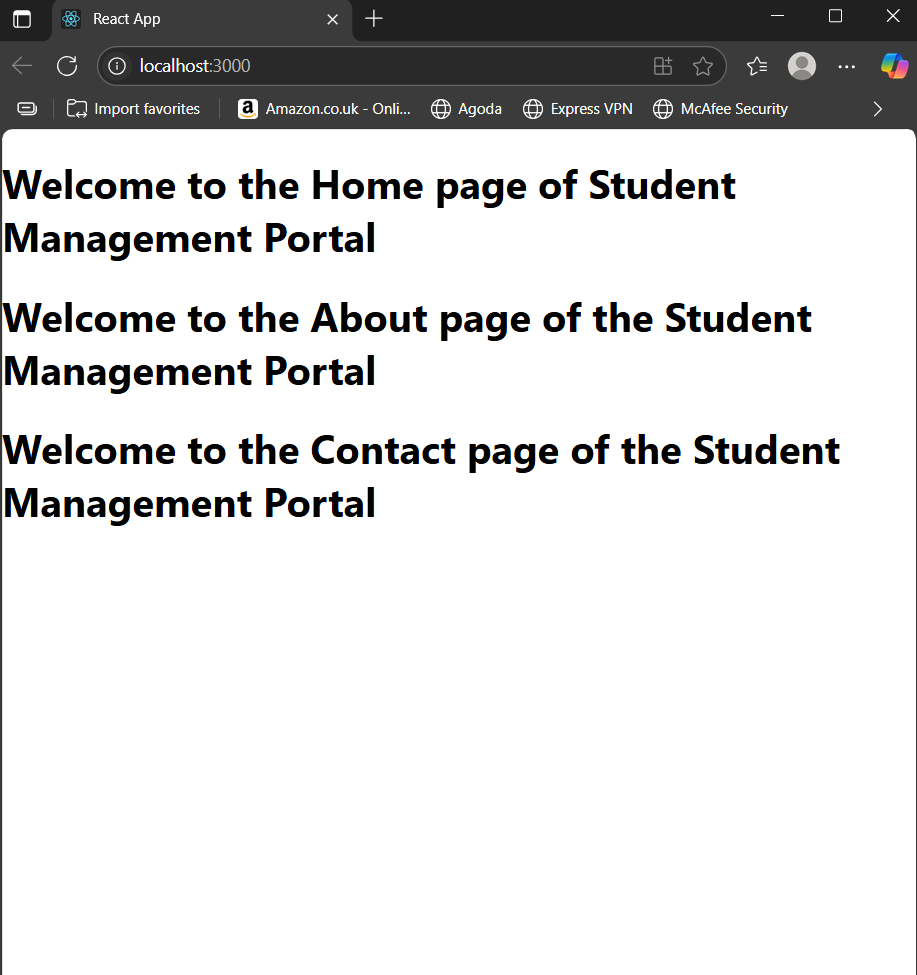 React App
localhost:3000
Import favorites
Amazon.co.uk - Onli...
Agoda
Express VPN
McAfee Security
Welcome to the Home page of Student
Management Portal
Welcome to the About page of the Student
Management Portal
Welcome to the Contact page of the Student
Management Portal